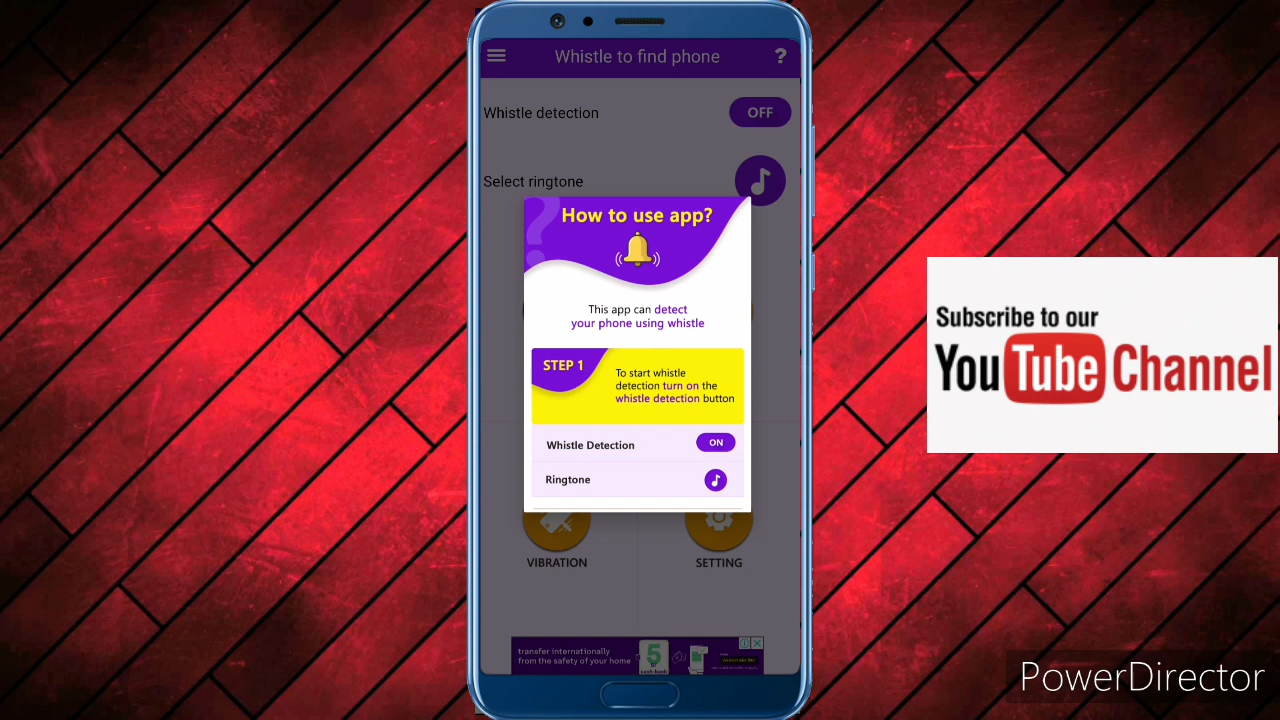 Whistle to find phone
?
Whistle detection
OFF
Select ringtone
How to use app?
This app can detect
your phone using whistle
STEP 1
To start whistle
detection turn on the
whistle detection button
Whistle Detection
ON
Ringtone
VIBRATION
SETTING
transfer internationally
from the safety of your home
5
Subscribe to our
YouTube Channel
PowerDirector